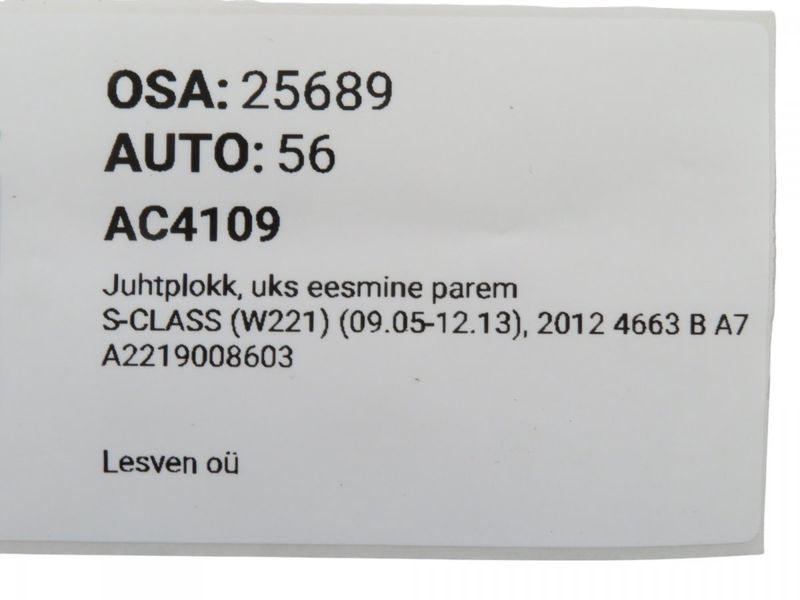 OSA: 25689
AUTO: 56
AC4109
Juhtplokk, uks eesmine parem
S-CLASS (W221) (09.05-12.13), 2012 4663 B A7
A2219008603
Lesven oü